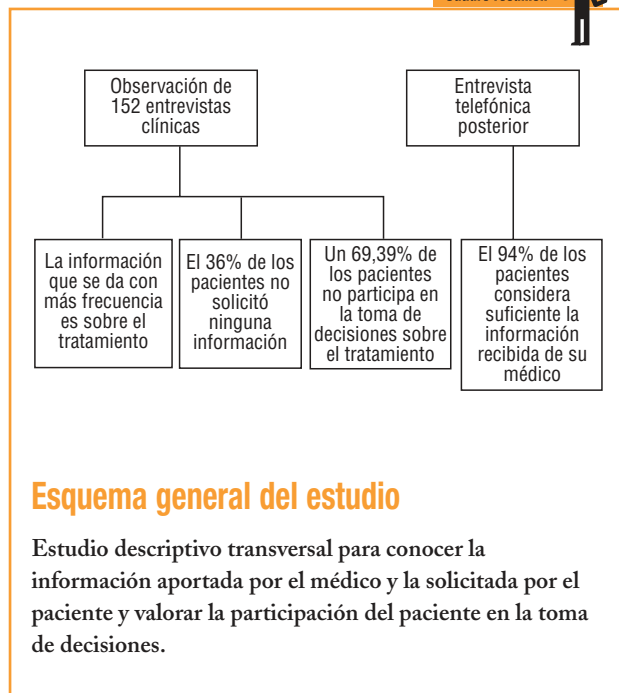 Observación de
152 entrevistas
clínicas
Entrevista
telefónica
posterior
La información
que se da con
más frecuencia
es sobre el
tratamiento
El 36% de los
pacientes no
solicitó
ninguna
información
Un 69,39% de
los pacientes
no participa en
la toma de
decisiones sobre
el tratamiento
El 94% de los
pacientes
considera
suficiente la
información
recibida de su
médico
Esquema general del estudio
Estudio descriptivo transversal para conocer la
información aportada por el médico y la solicitada por el
paciente y valorar la participación del paciente en la toma
de decisiones.